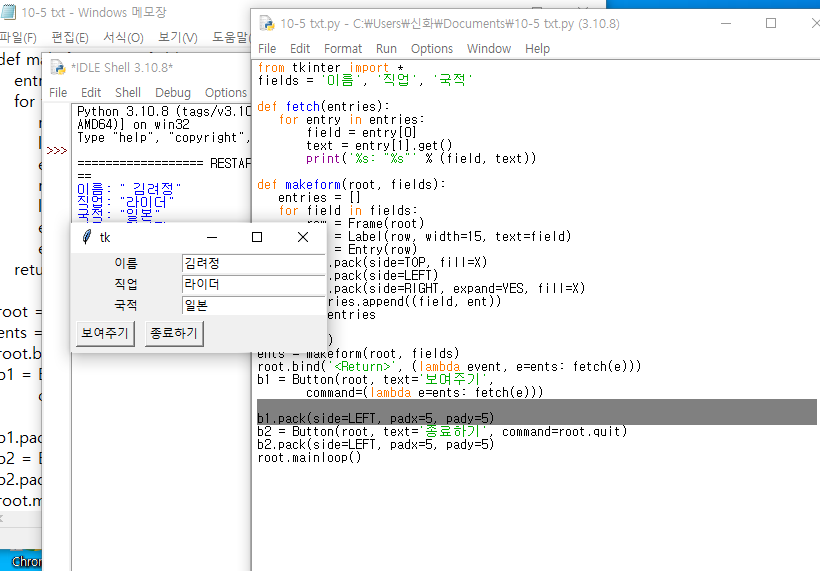 10-5 txt - Windows 메모장
파일(F) 편집(E) 서식(O) 보기(V) 도움말
def m
entr
for
retu
root =
ents =
root.b
b1 = B
b1.pac
b2 = B
b2.pac
root.m
Chron
*IDLE Shell 3.10.8*
File Edit Shell Debug Options
Python 3.10.8 (tags/v3.10
AMD64)] on win32
Type "help", "copyright",
>>>
================== RESTAR
==
이름: " 김려정"
직업: "라이더"
국적: "일본"
tk
이름 김려정
직업 라이더
국적 일본
보여주기 종료하기
10-5 txt.py - C:₩Users₩신화₩Documents₩10-5 txt.py (3.10.8)
File Edit Format Run Options Window Help
from tkinter import *
fields = '이름', '직업', '국적'
def fetch(entries):
for entry in entries:
field = entry[0]
text = entry[1].get()
print('%s: "%s"' % (field, text))
def makeform(root, fields):
entries = []
for field in fields:
row = Frame(root)
= Label(row, width=15, text=field)
= Entry(row)
.pack(side=TOP, fill=X)
.pack(side=LEFT)
.pack(side=RIGHT, expand=YES, fill=X)
ries.append((field, ent))
entries
)
ents = makeform(root, fields)
root.bind('<Return>', (lambda event, e=ents: fetch(e)))
b1 = Button(root, text='보여주기',
command=(lambda e=ents: fetch(e)))
b1.pack(side=LEFT, padx=5, pady=5)
b2 = Button(root, text='종료하기', command=root.quit)
b2.pack(side=LEFT, padx=5, pady=5)
root.mainloop()